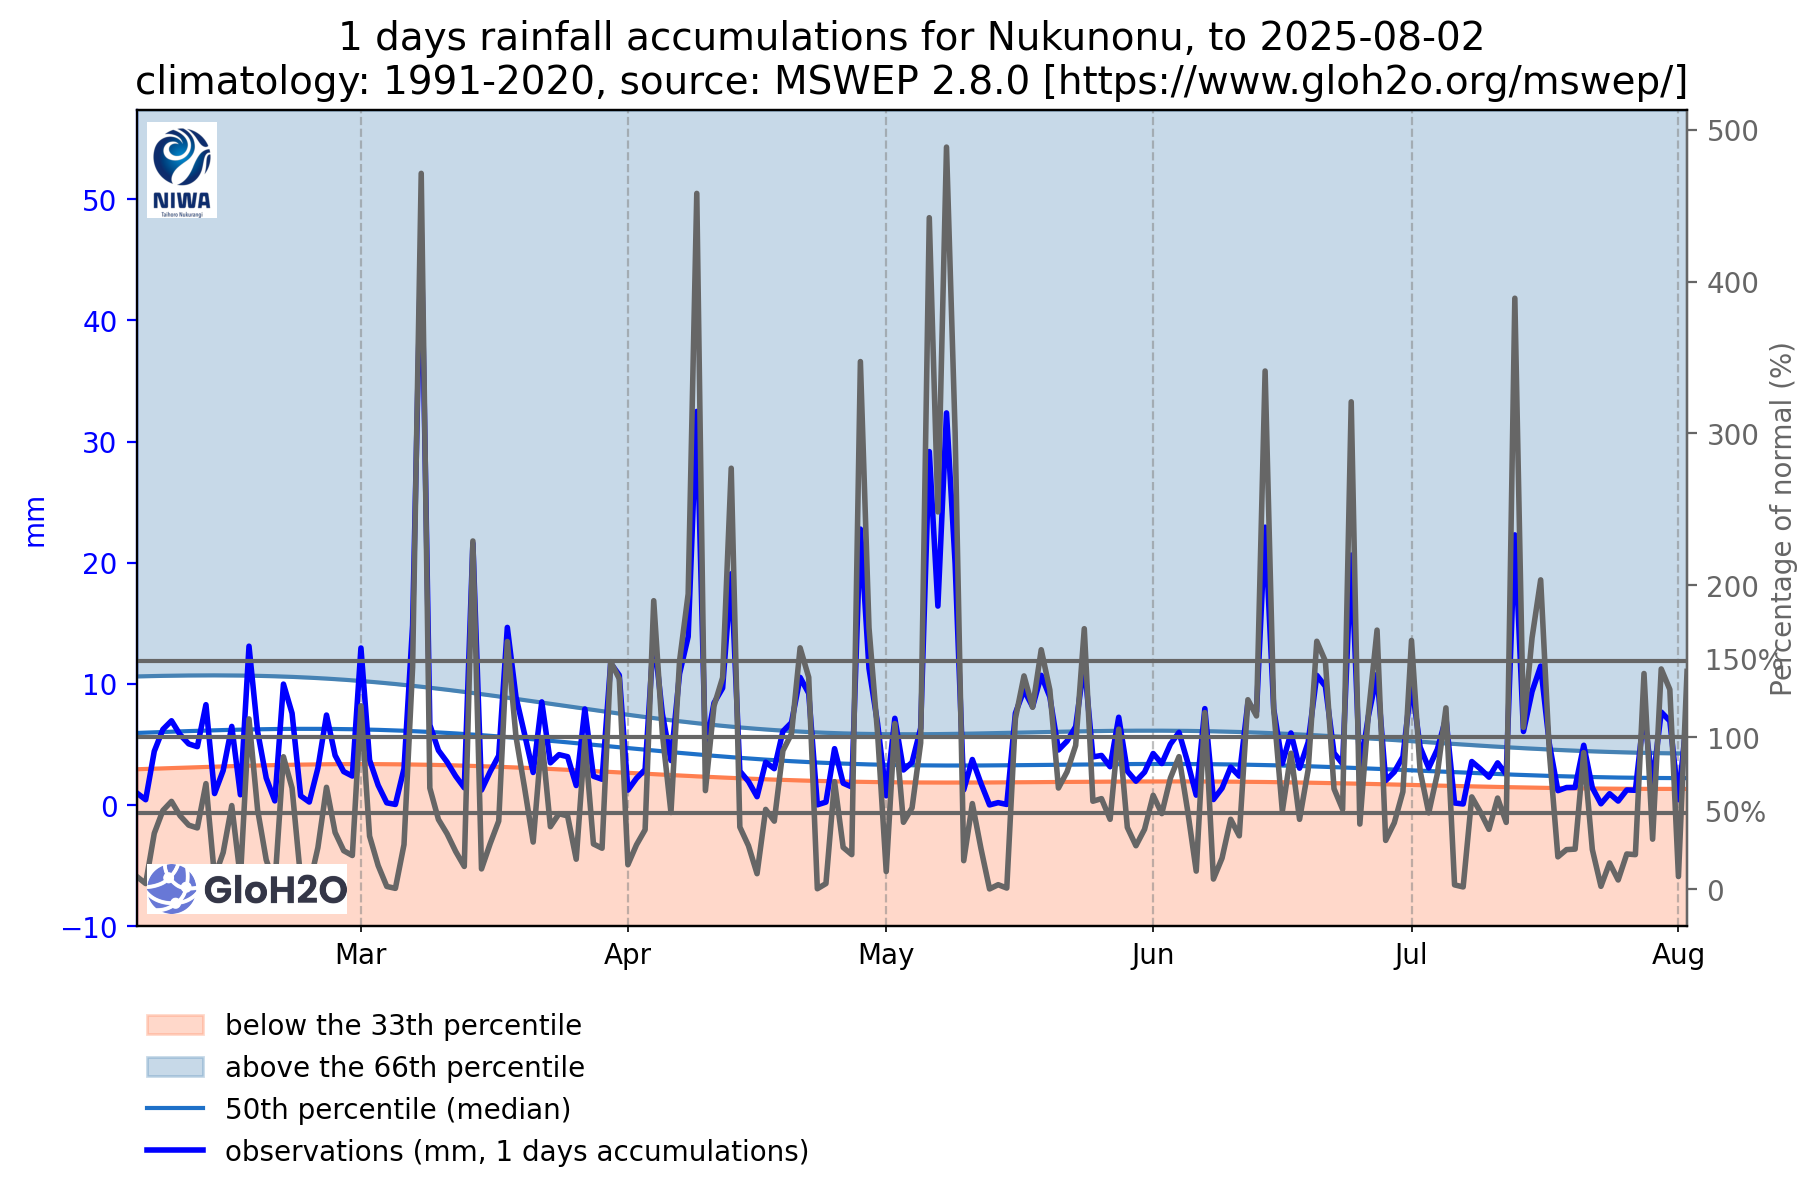 1 days rainfall accumulations for Nukunonu, to 2025-08-02
climatology: 1991-2020, source: MSWEP 2.8.0 [https://www.gloh2o.org/mswep/]
NIWA
Taihoro Nukurangi
50
40
30
20
10
0
−10
mm
500
400
300
200
150%
100
50%
0
Percentage of normal (%)
GloH2O
Mar Apr May Jun Jul Aug
below the 33th percentile
above the 66th percentile
50th percentile (median)
observations (mm, 1 days accumulations)